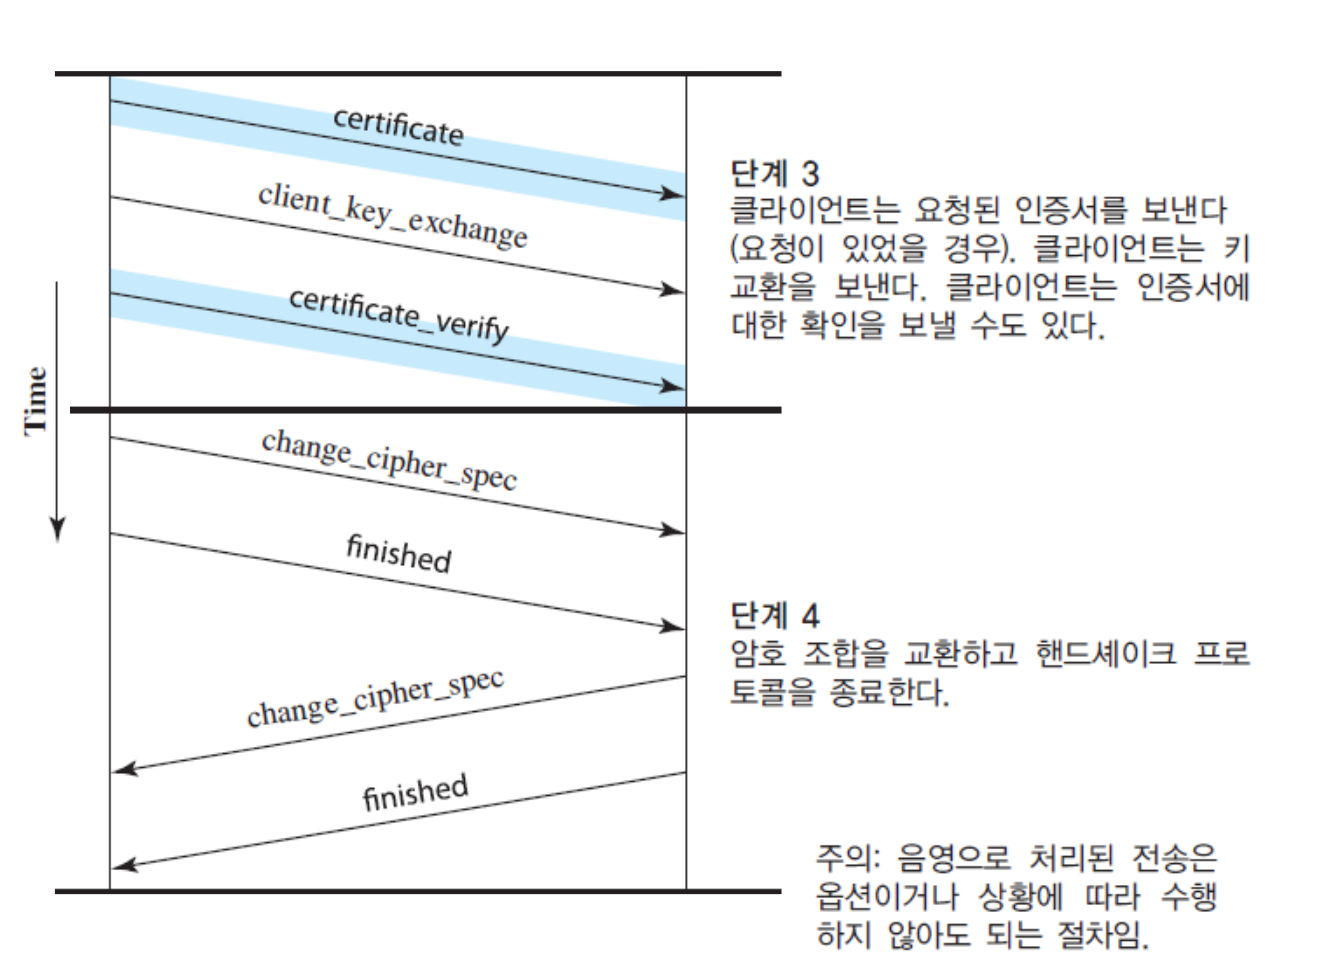 certificate
client_key_exchange
certificate_verify
단계 3
클라이언트는 요청된 인증서를 보낸다
(요청이 있었을 경우). 클라이언트는 키
교환을 보낸다. 클라이언트는 인증서에
대한 확인을 보낼 수도 있다.
Time
change_cipher_spec
finished
change_cipher_spec
finished
단계 4
암호 조합을 교환하고 핸드셰이크 프로
토콜을 종료한다.
주의: 음영으로 처리된 전송은
옵션이거나 상황에 따라 수행
하지 않아도 되는 절차임.